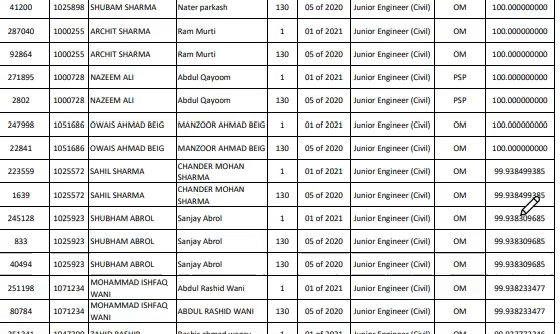 41200 1025898 SHUBAM SHARMA Nater parkash 130 05 of 2020 Junior Engineer (Civil) OM 100.000000000
287040 1000255 ARCHIT SHARMA Ram Murti 1 01 of 2021 Junior Engineer (Civil) OM 100.000000000
92864 1000255 ARCHIT SHARMA Ram Murti 130 05 of 2020 Junior Engineer (Civil) OM 100.000000000
271895 1000728 NAZEEM ALI Abdul Qayoom 1 01 of 2021 Junior Engineer (Civil) PSP 100.000000000
2802 1000728 NAZEEM ALI Abdul Qayoom 130 05 of 2020 Junior Engineer (Civil) PSP 100.000000000
247998 1051686 OWAIS AHMAD BEIG MANZOOR AHMAD BEIG 1 01 of 2021 Junior Engineer (Civil) OM 100.000000000
22841 1051686 OWAIS AHMAD BEIG MANZOOR AHMAD BEIG 130 05 of 2020 Junior Engineer (Civil) OM 100.000000000
223559 1025572 SAHIL SHARMA CHANDER MOHAN SHARMA 1 01 of 2021 Junior Engineer (Civil) OM 99.938499385
1639 1025572 SAHIL SHARMA CHANDER MOHAN SHARMA 130 05 of 2020 Junior Engineer (Civil) OM 99.938499385
245128 1025923 SHUBHAM ABROL Sanjay Abrol 1 01 of 2021 Junior Engineer (Civil) OM 99.938309685
833 1025923 SHUBHAM ABROL Sanjay Abrol 130 05 of 2020 Junior Engineer (Civil) OM 99.938309685
40494 1025923 SHUBHAM ABROL Sanjay Abrol 130 05 of 2020 Junior Engineer (Civil) OM 99.938309685
251198 1071234 MOHAMMAD ISHFAQ WANI Abdul Rashid Wani 1 01 of 2021 Junior Engineer (Civil) OM 99.938233477
80784 1071234 MOHAMMAD ISHFAQ WANI ABDUL RASHID WANI 130 05 of 2020 Junior Engineer (Civil) OM 99.938233477